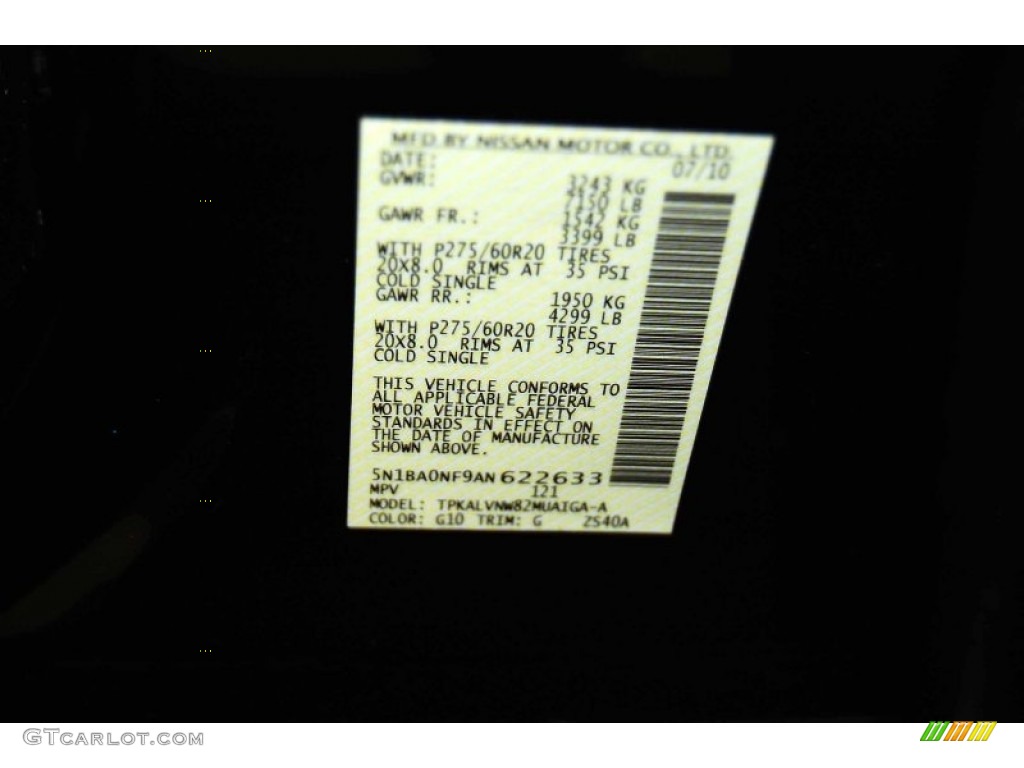 MFD BY NISSAN MOTOR CO., LTD.
DATE: 07/10
GVWR: 3243 KG
7150 LB
GAWR FR.: 1542 KG
3399 LB
WITH P275/60R20 TIRES
20X8.0 RIMS AT 35 PSI
COLD SINGLE
GAWR RR.: 1950 KG
4299 LB
WITH P275/60R20 TIRES
20X8.0 RIMS AT 35 PSI
COLD SINGLE
THIS VEHICLE CONFORMS TO
ALL APPLICABLE FEDERAL
MOTOR VEHICLE SAFETY
STANDARDS IN EFFECT ON
THE DATE OF MANUFACTURE
SHOWN ABOVE.
5N1BA0NF9AN622633
MPV 121
MODEL: TPKALVNW82MUAIGA-A
COLOR: G10 TRIM: G ZS40A
GTCARLOT.COM